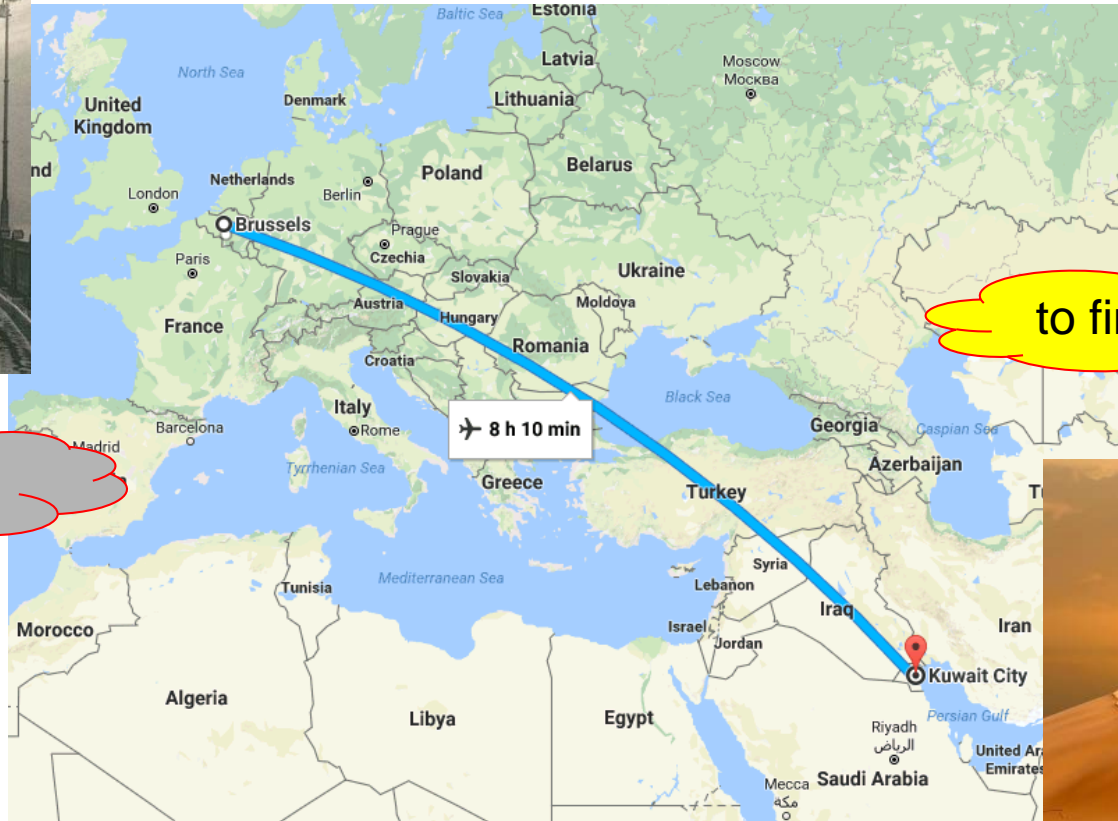 Baltic Sea
Estonia
Latvia
Moscow
Москва
North Sea
Denmark
Lithuania
United
Kingdom
Belarus
nd
Netherlands
Berlin
Poland
London
Brussels
Prague
Czechia
Paris
Slovakia
Ukraine
Austria
Moldova
Hungary
France
Romania
to fi
Croatia
Italy
Black Sea
Barcelona
Rome
8 h 10 min
Georgia
Caspian Sea
Madrid
Tyrrhenian Sea
Azerbaijan
Greece
Turkey
Mediterranean Sea
Syria
Tunisia
Lebanon
Iraq
Morocco
Israel
Jordan
Iran
Kuwait City
Algeria
Libya
Egypt
Persian Gulf
Riyadh
الرياض
United Ar
Emirates
Mecca
مكة
Saudi Arabia